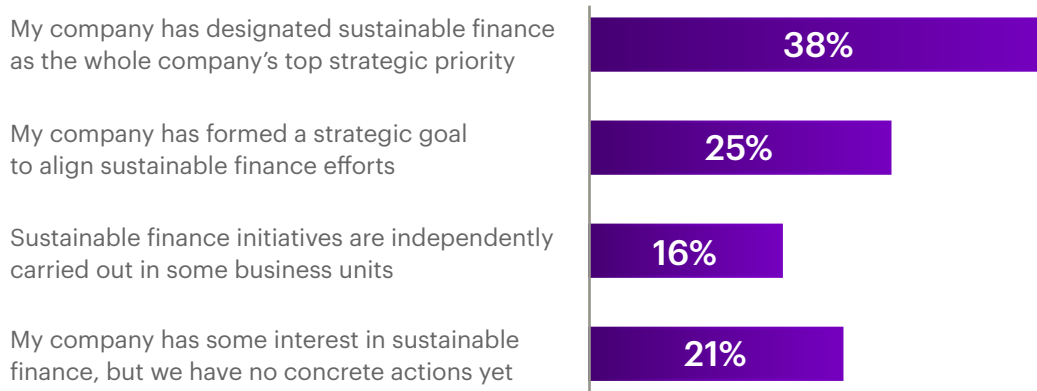 My company has designated sustainable finance
as the whole company’s top strategic priority
38%
My company has formed a strategic goal
to align sustainable finance efforts
25%
Sustainable finance initiatives are independently
carried out in some business units
16%
My company has some interest in sustainable
finance, but we have no concrete actions yet
21%